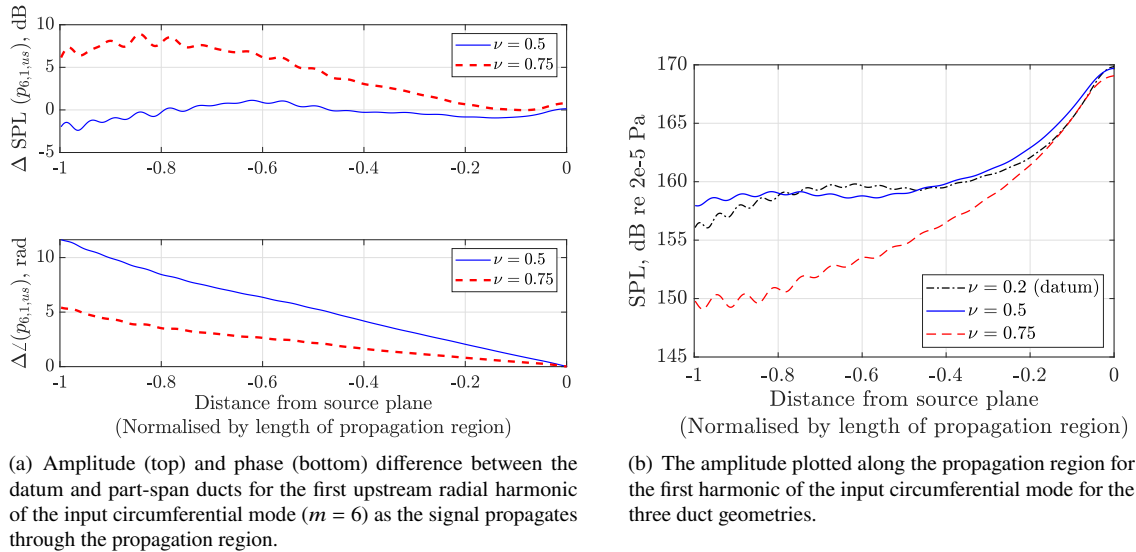 10
5
0
-5
Δ SPL (p6,1,us), dB
ν = 0.5
ν = 0.75
-1
-0.8
-0.6
-0.4
-0.2
0
10
5
0
Δ∠(p6,1,us), rad
ν = 0.5
ν = 0.75
-1
-0.8
-0.6
-0.4
-0.2
0
Distance from source plane
(Normalised by length of propagation region)
(a) Amplitude (top) and phase (bottom) difference between the
datum and part-span ducts for the first upstream radial harmonic
of the input circumferential mode (m = 6) as the signal propagates
through the propagation region.
170
165
160
155
150
145
SPL, dB re 2e-5 Pa
ν = 0.2 (datum)
ν = 0.5
ν = 0.75
-1
-0.8
-0.6
-0.4
-0.2
0
Distance from source plane
(Normalised by length of propagation region)
(b) The amplitude plotted along the propagation region for
the first harmonic of the input circumferential mode for the
three duct geometries.